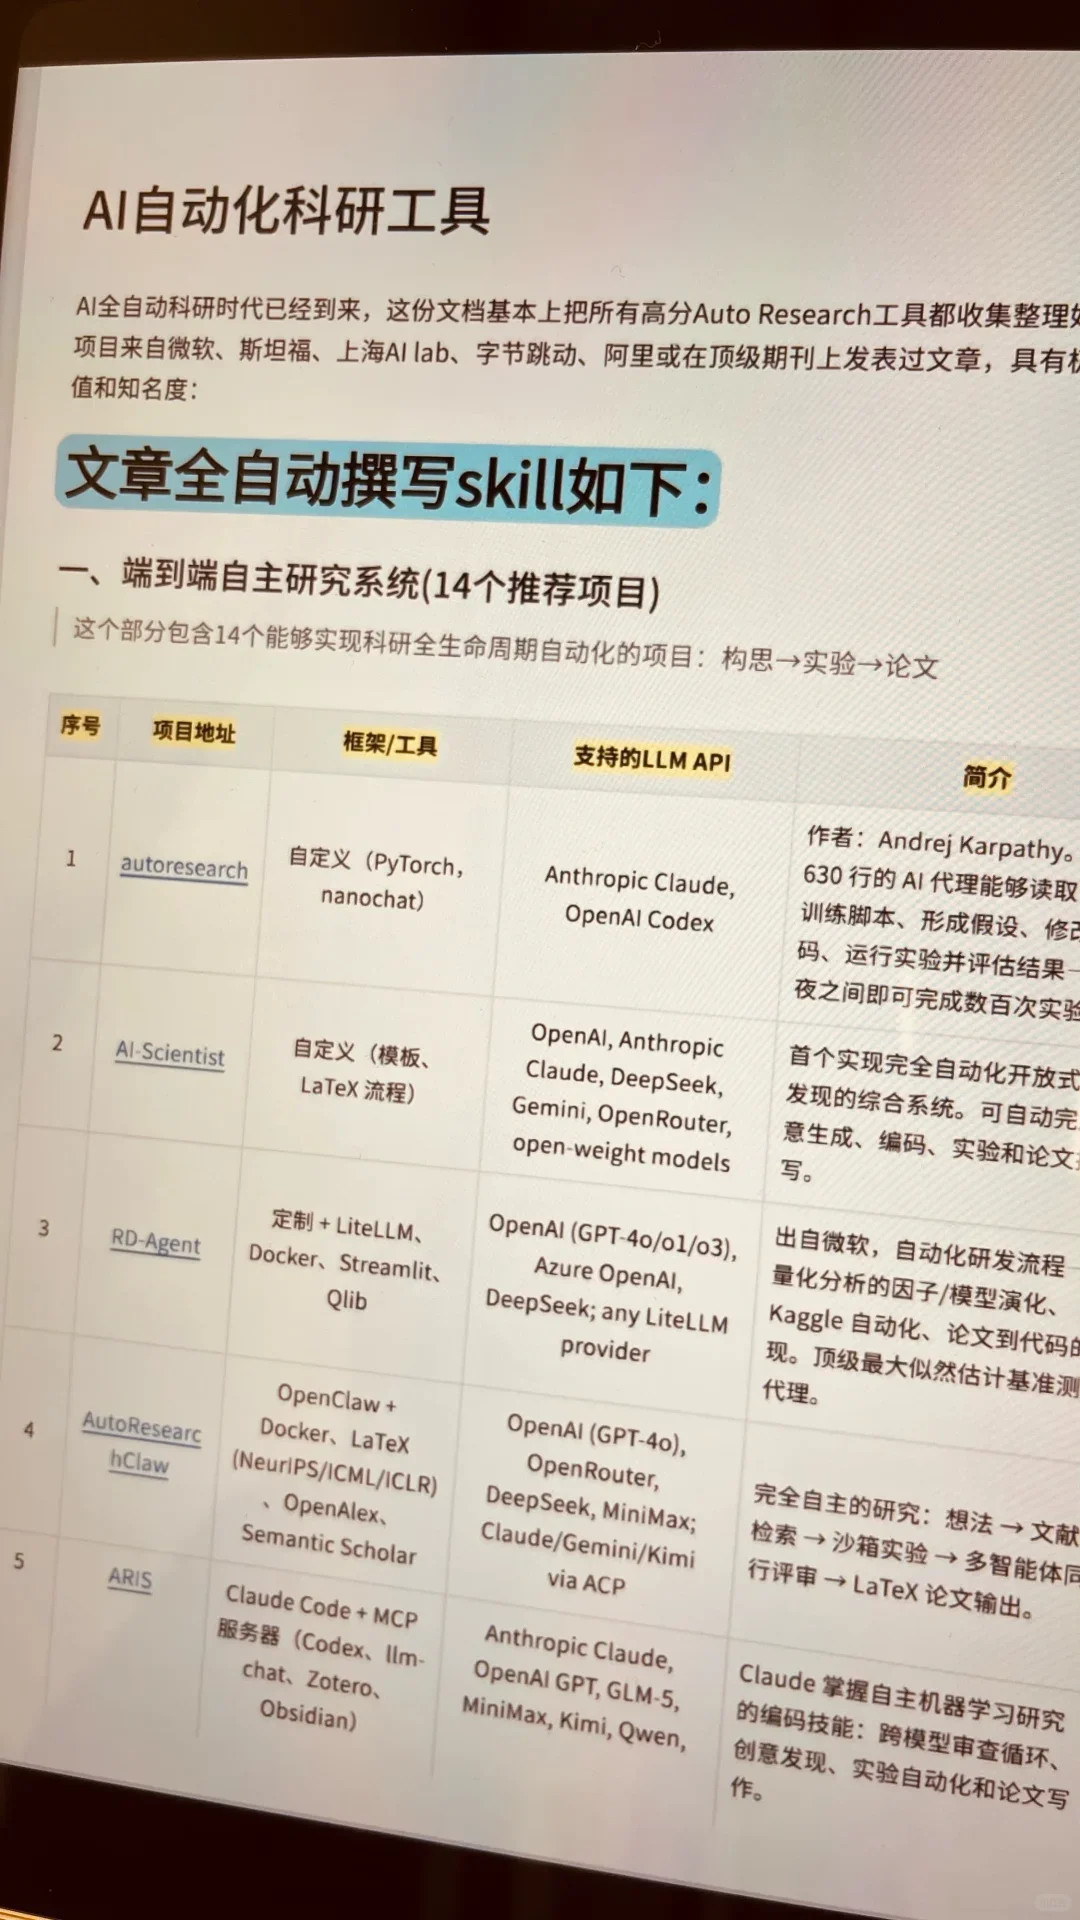 AI自动化科研工具
AI全自动科研时代已经到来，这份文档基本上把所有高分Auto Research工具都收集整理
项目来自微软、斯坦福、上海AI lab、字节跳动、阿里或在顶级期刊上发表过文章，具有
值和知名度：
文章全自动撰写skill如下：
一、端到端自主研究系统(14个推荐项目)
这个部分包含14个能够实现科研全生命周期自动化的项目：构思→实验→论文
序号
项目地址
框架/工具
支持的LLM API
简介
1
autoresearch
自定义（PyTorch，
nanochat）
Anthropic Claude,
OpenAI Codex
作者：Andrej Karpathy。
630 行的 AI 代理能够读取
训练脚本、形成假设、修改
码、运行实验并评估结果
夜之间即可完成数百次实验
2
AI-Scientist
自定义（模板、
LaTeX 流程）
OpenAI, Anthropic
Claude, DeepSeek,
Gemini, OpenRouter,
open-weight models
首个实现完全自动化开放式
发现的综合系统。可自动完
意生成、编码、实验和论文
写。
3
RD-Agent
定制 + LiteLLM、
Docker、Streamlit、
Qlib
OpenAI (GPT-4o/o1/o3),
Azure OpenAI,
DeepSeek; any LiteLLM
provider
出自微软，自动化研发流程
量化分析的因子/模型演化、
Kaggle 自动化、论文到代码的
现。顶级最大似然估计基准测
代理。
4
AutoResearc
hClaw
OpenClaw +
Docker、LaTeX
(NeurIPS/ICML/ICLR)
、OpenAlex、
Semantic Scholar
OpenAI (GPT-4o),
OpenRouter,
DeepSeek, MiniMax;
Claude/Gemini/Kimi
via ACP
完全自主的研究：想法 → 文献
检索 → 沙箱实验 → 多智能体同
行评审 → LaTeX 论文输出。
5
ARIS
Claude Code + MCP
服务器（Codex、llm-
chat、Zotero、
Obsidian）
Anthropic Claude,
OpenAI GPT, GLM-5,
MiniMax, Kimi, Qwen,
Claude 掌握自主机器学习研究
的编码技能：跨模型审查循环、
创意发现、实验自动化和论文写
作。